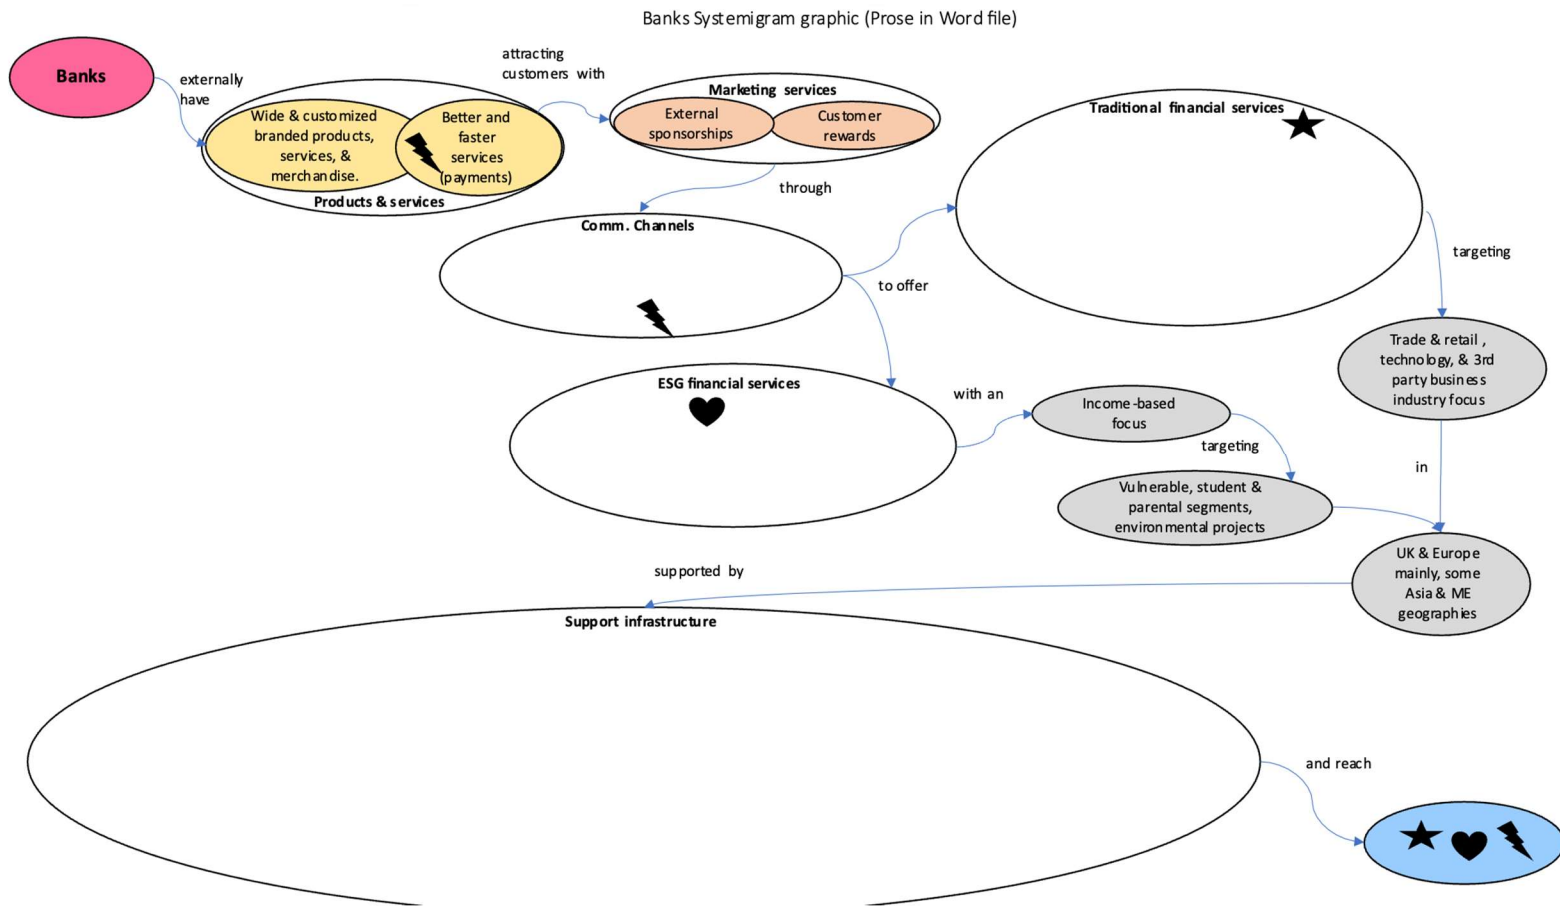 Banks Systemigram graphic (Prose in Word file)
Banks
externally
have
Wide & customized
branded products,
services, &
merchandise.
Better and
faster
services
(payments)
Products & services
attracting
customers with
Marketing services
External
sponsorships
Customer
rewards
through
Comm. Channels
to offer
Traditional financial services
targeting
Trade & retail ,
technology, & 3rd
party business
industry focus
in
ESG financial services
with an
Income-based
focus
targeting
Vulnerable, student &
parental segments,
environmental projects
UK & Europe
mainly, some
Asia & ME
geographies
supported by
Support infrastructure
and reach